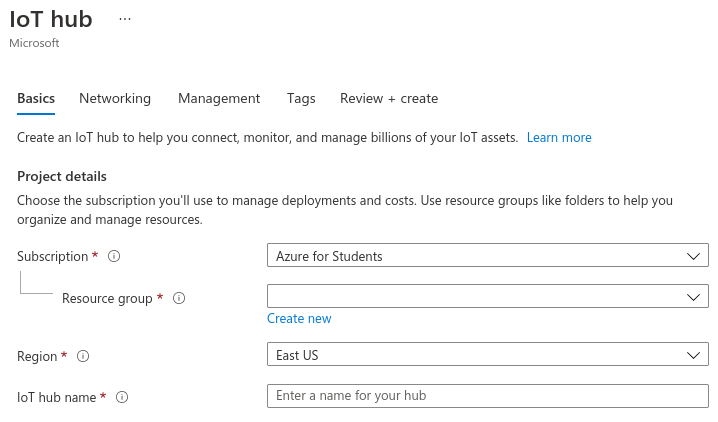 IoT hub ...
Microsoft
Basics Networking Management Tags Review + create
Create an IoT hub to help you connect, monitor, and manage billions of your IoT assets. Learn more
Project details
Choose the subscription you'll use to manage deployments and costs. Use resource groups like folders to help you
organize and manage resources.
Subscription * Azure for Students
Resource group *
Create new
Region * East US
IoT hub name * Enter a name for your hub